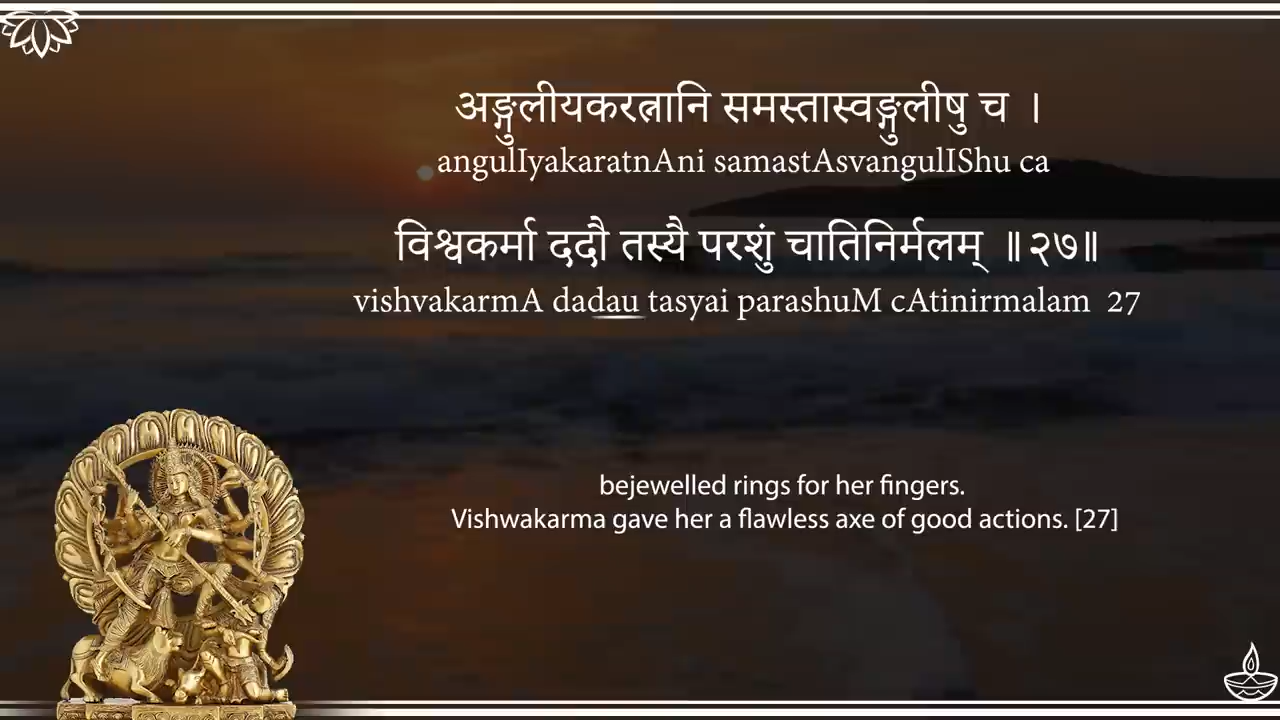 अङ्गुलीयकरत्नानि समस्तास्वङ्गुलीषु च ।
angulIyakaratnAni samastAsvangulIShu ca
विश्वकर्मा ददौ तस्यै परशुं चातिनिर्मलम् ॥२७॥
vishvakarmA dadau tasyai parashuM cAtinirmalam 27
bejewelled rings for her fingers.
Vishwakarma gave her a flawless axe of good actions. [27]